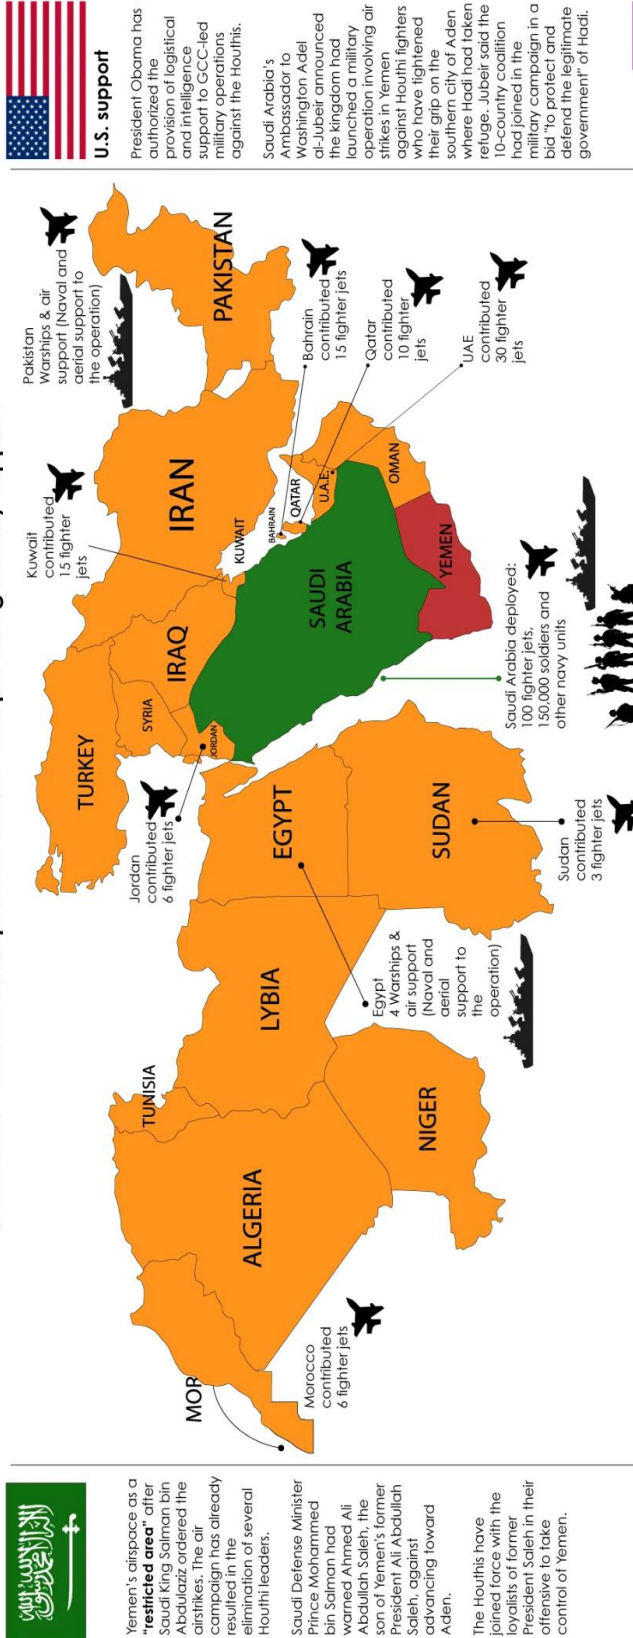 لا إله إلا الله محمد رسول الله
Yemen's airspace as a
"restricted area" after
Saudi King Salman bin
Abdulaziz ordered the
airstrikes. The air
campaign has already
resulted in the
elimination of several
Houthi leaders.
Saudi Defense Minister
Prince Mohammed
bin Salman had
warned Ahmed Ali
Abdullah Saleh, the
son of Yemen's former
President Ali Abdullah
Saleh, against
advancing toward
Aden.
The Houthis have
joined force with the
loyalists of former
President Saleh in their
offensive to take
control of Yemen.
MOR
Morocco
contributed
6 fighter jets
ALGERIA
TUNISIA
LYBIA
NIGER
Egypt
4 Warships &
air support
(Naval and
aerial
support to
the
operation)
EGYPT
SUDAN
Sudan
contributed
3 fighter jets
Jordan
contributed
6 fighter jets
TURKEY
SYRIA
JORDAN
IRAQ
Kuwait
contributed
15 fighter
jets
KUWAIT
IRAN
SAUDI
ARABIA
BAHRAIN
QATAR
U.A.E.
OMAN
YEMEN
Saudi Arabia deployed:
100 fighter jets,
150,000 soldiers and
other navy units
Pakistan
Warships & air
support (Naval and
aerial support to
the operation)
PAKISTAN
Bahrain
contributed
15 fighter jets
Qatar
contributed
10 fighter
jets
UAE
contributed
30 fighter
jets
U.S. support
President Obama has
authorized the
provision of logistical
and intelligence
support to GCC-led
military operations
against the Houthis.
Saudi Arabia's
Ambassador to
Washington Adel
al-Jubeir announced
the kingdom had
launched a military
operation involving air
strikes in Yemen
against Houthi fighters
who have tightened
their grip on the
southern city of Aden
where Hadi had taken
refuge. Jubeir said the
10-country coalition
had joined in the
military campaign in a
bid "to protect and
defend the legitimate
government" of Hadi.